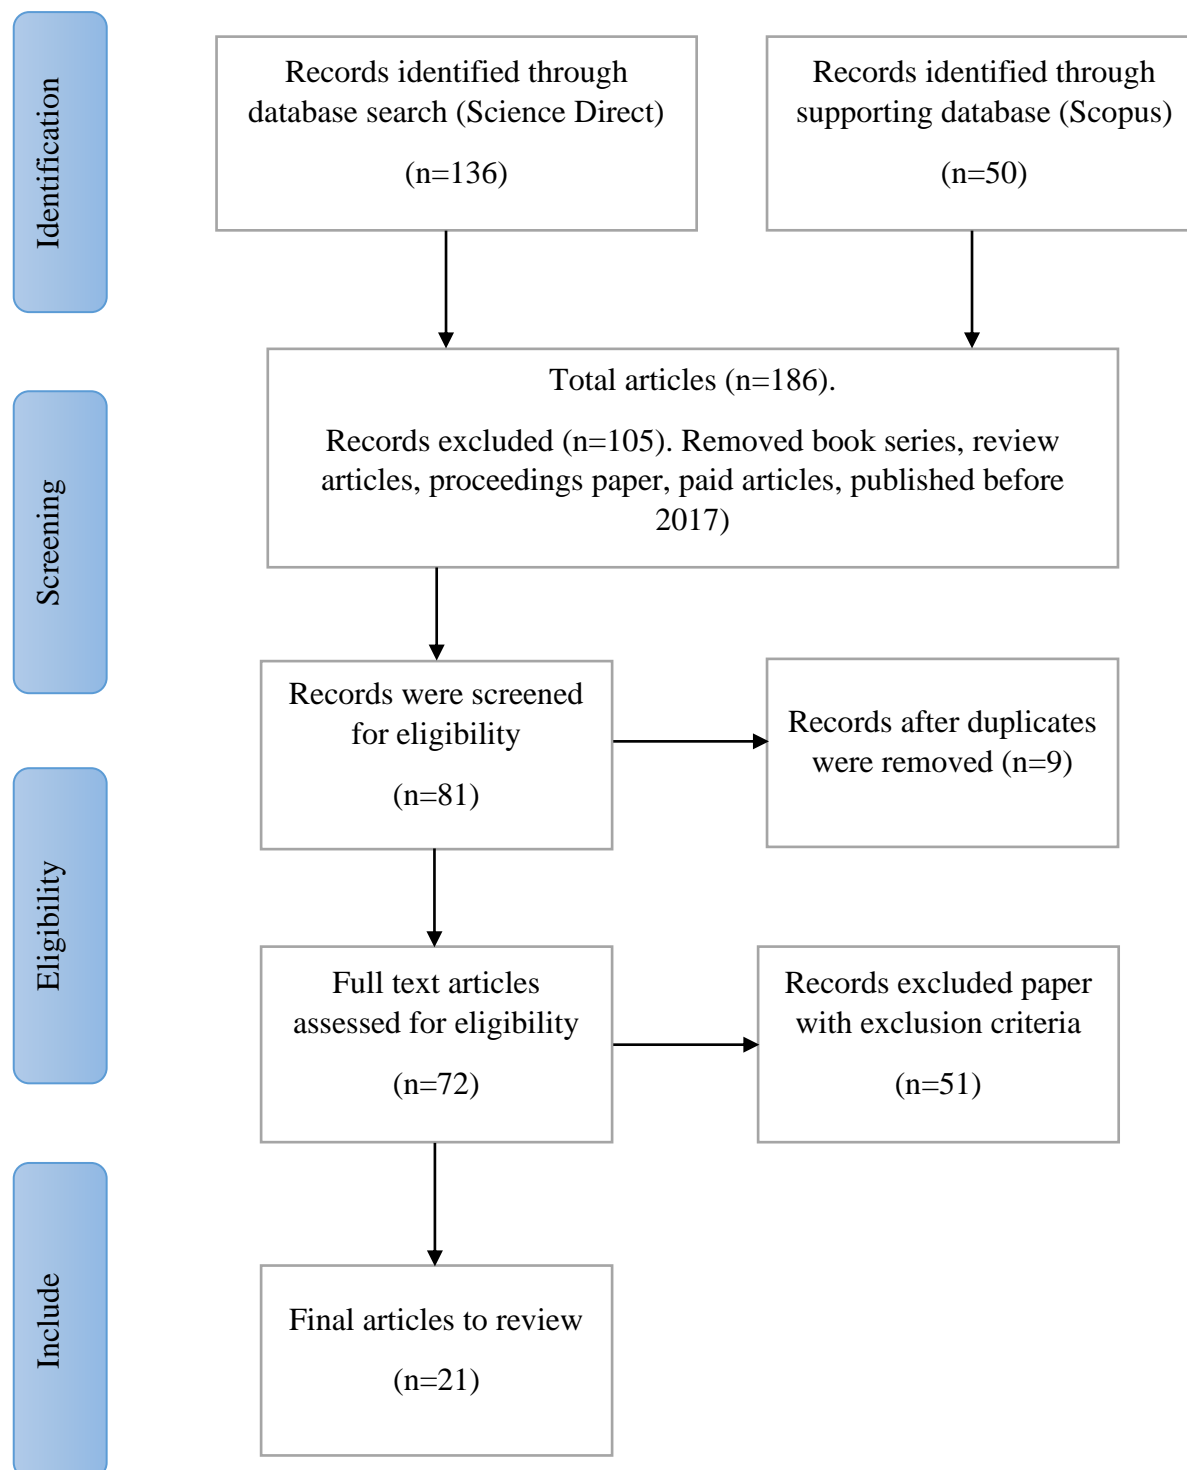 Identification
Records identified through
database search (Science Direct)
(n=136)
Records identified through
supporting database (Scopus)
(n=50)
Screening
Total articles (n=186).
Records excluded (n=105). Removed book series, review
articles, proceedings paper, paid articles, published before
2017)
Records were screened
for eligibility
(n=81)
Records after duplicates
were removed (n=9)
Eligibility
Full text articles
assessed for eligibility
(n=72)
Records excluded paper
with exclusion criteria
(n=51)
Include
Final articles to review
(n=21)